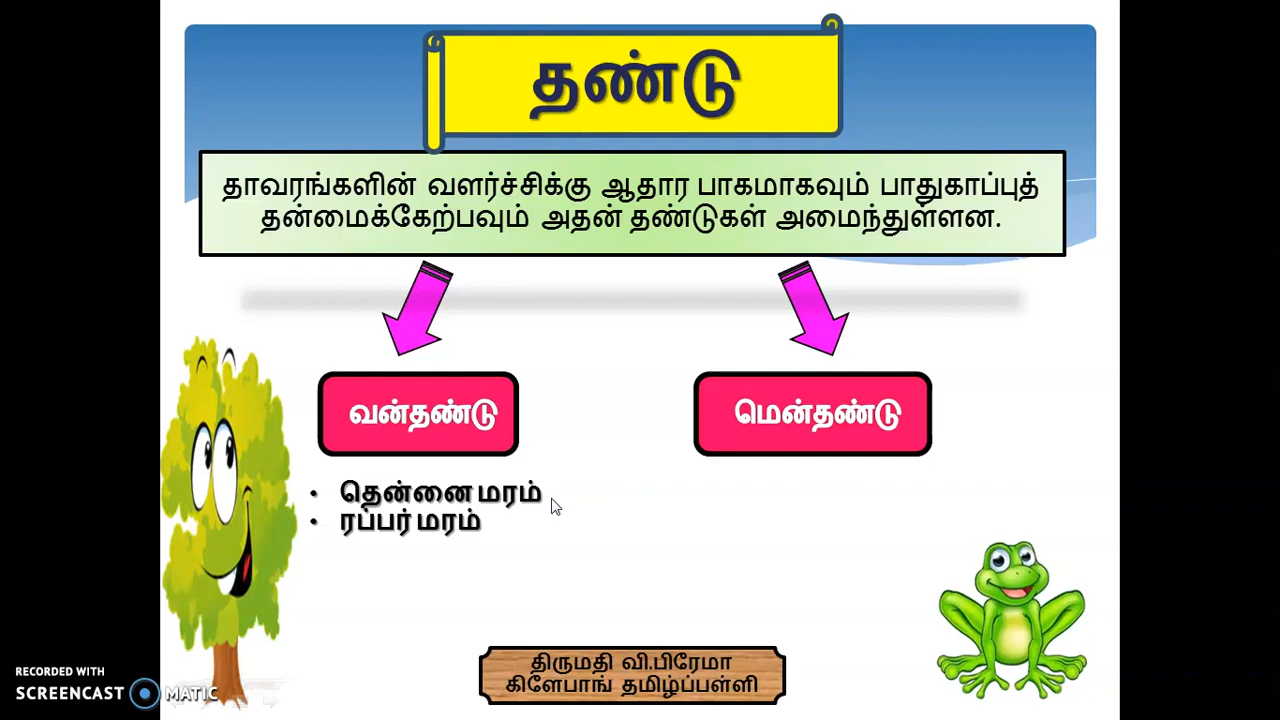 தண்டு
தாவரங்களின் வளர்ச்சிக்கு ஆதார பாகமாகவும் பாதுகாப்புத்
தன்மைக்கேற்பவும் அதன் தண்டுகள் அமைந்துள்ளன.
வன்தண்டு
மென்தண்டு
• தென்னை மரம்
• ரப்பர் மரம்
திருமதி வி.பிரேமா
கிளேபாங் தமிழ்ப்பள்ளி
RECORDED WITH
SCREENCAST MATIC